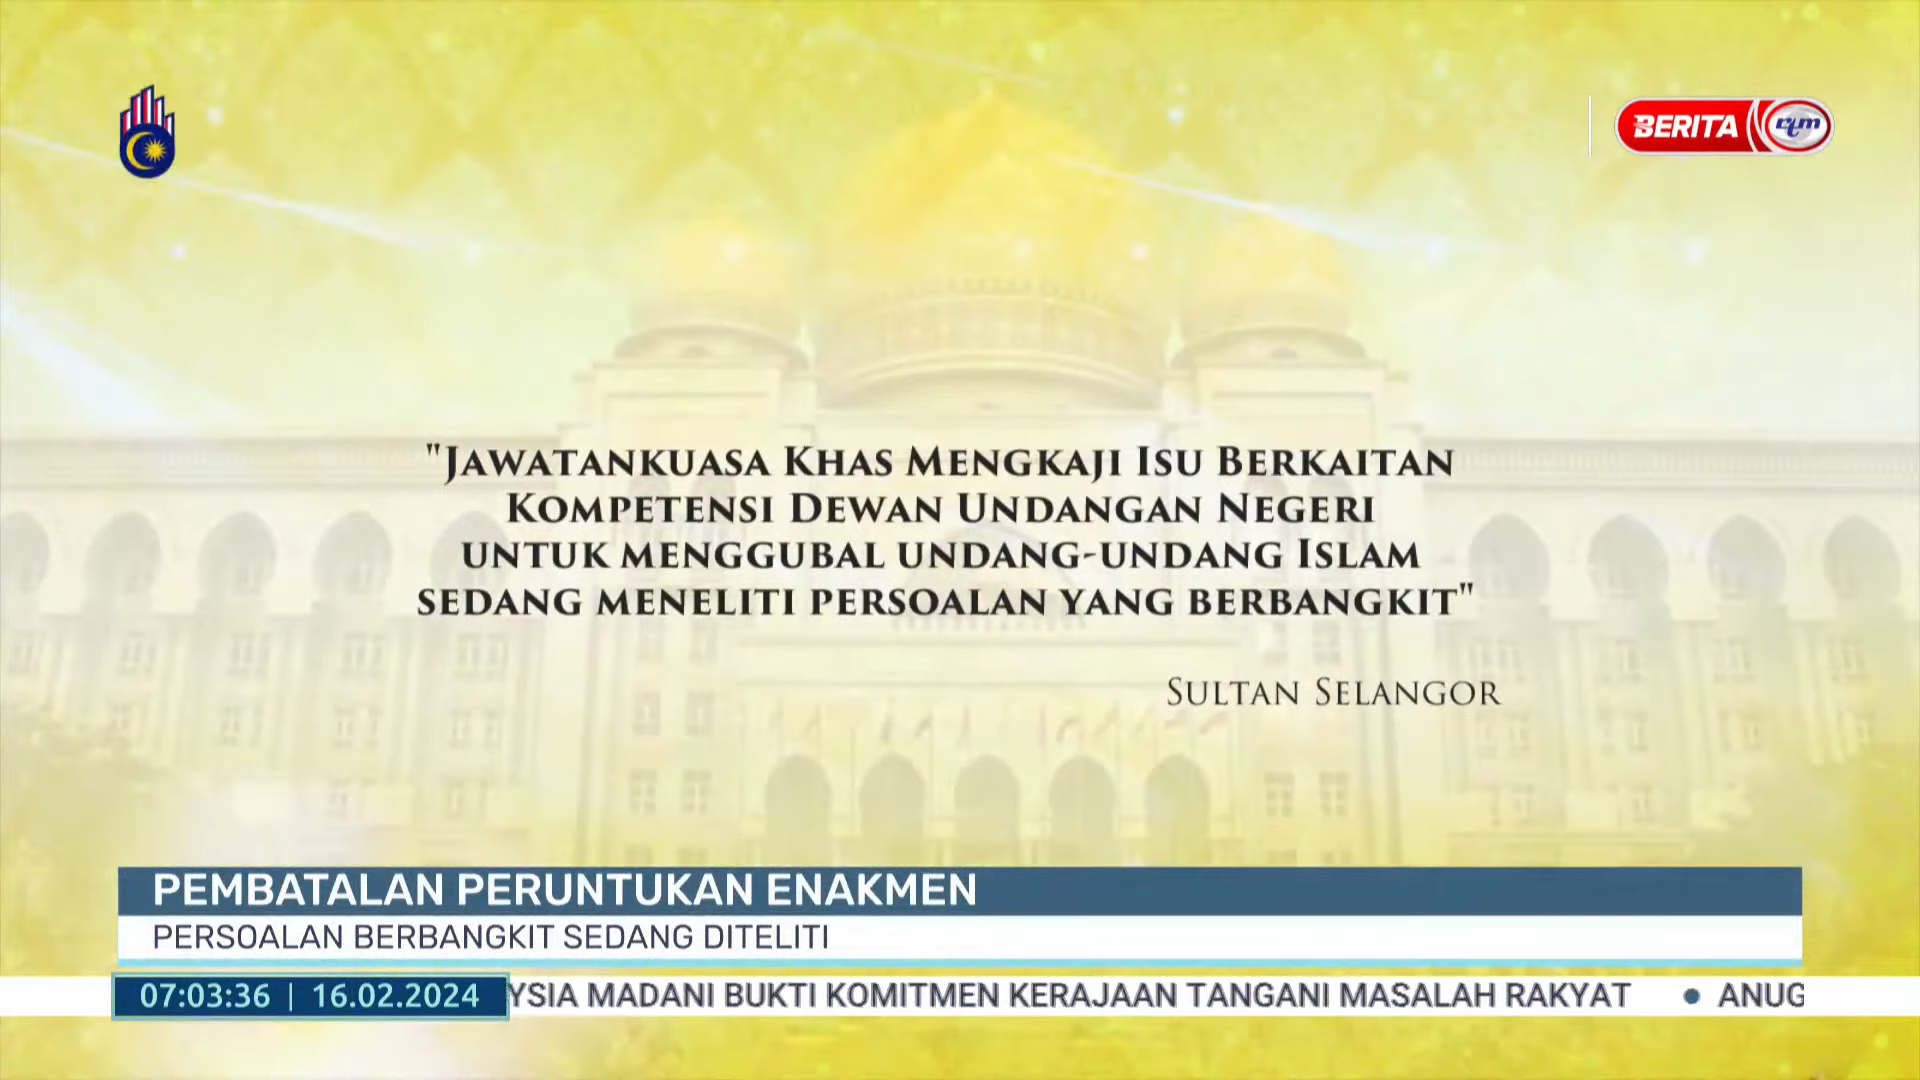 BERITA rtm
"JAWATANKUASA KHAS MENGKAJI ISU BERKAITAN
KOMPETENSI DEWAN UNDANGAN NEGERI
UNTUK MENGGUBAL UNDANG-UNDANG ISLAM
SEDANG MENELITI PERSOALAN YANG BERBANGKIT"
SULTAN SELANGOR
PEMBATALAN PERUNTUKAN ENAKMEN
PERSOALAN BERBANGKIT SEDANG DITELITI
07:03:36 | 16.02.2024 YSIA MADANI BUKTI KOMITMEN KERAJAAN TANGANI MASALAH RAKYAT • ANUG